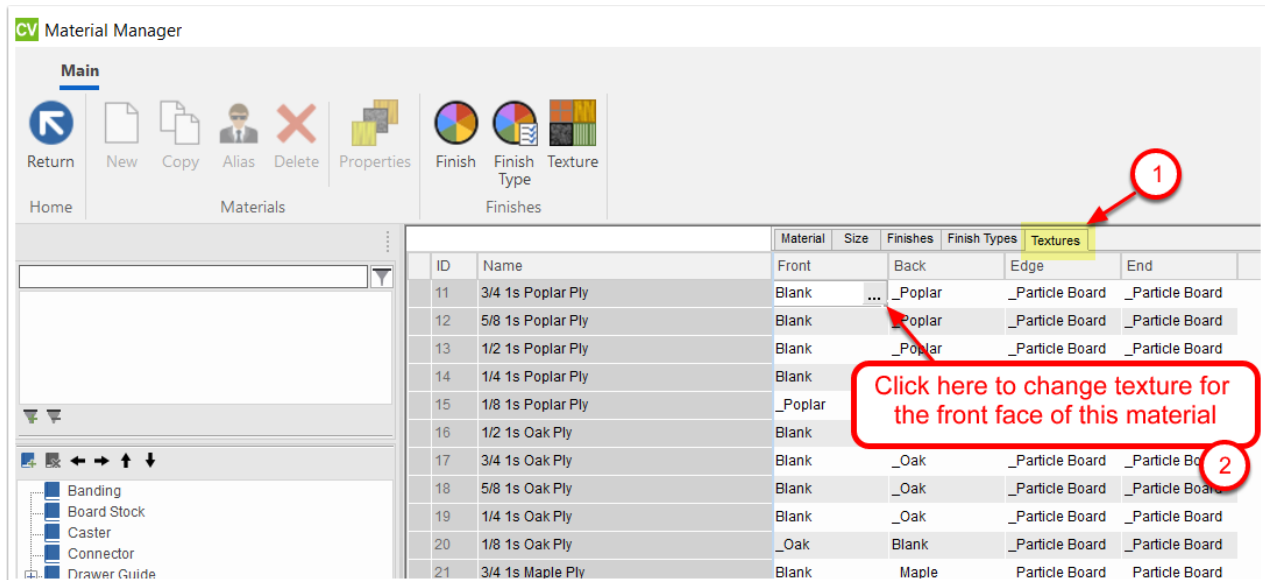 CV Material Manager
Main
Return New Copy Alias Delete Properties Finish Finish Type Texture
Home Materials Finishes
1
Material Size Finishes Finish Types Textures
ID Name Front Back Edge End
11 3/4 1s Poplar Ply Blank ... _Poplar _Particle Board _Particle Board
12 5/8 1s Poplar Ply Blank _Poplar _Particle Board _Particle Board
13 1/2 1s Poplar Ply Blank _Poplar _Particle Board _Particle Board
14 1/4 1s Poplar Ply Blank
15 1/8 1s Poplar Ply _Poplar
16 1/2 1s Oak Ply Blank
Click here to change texture for
the front face of this material
2
17 3/4 1s Oak Ply Blank _Oak _Particle Board _Particle
18 5/8 1s Oak Ply Blank _Oak _Particle Board _Particle Board
19 1/4 1s Oak Ply Blank _Oak _Particle Board _Particle Board
20 1/8 1s Oak Ply _Oak Blank _Particle Board _Particle Board
21 3/4 1s Maple Ply Blank _Maple _Particle Board _Particle Board
Banding
Board Stock
Caster
Connector
Drawer Guide